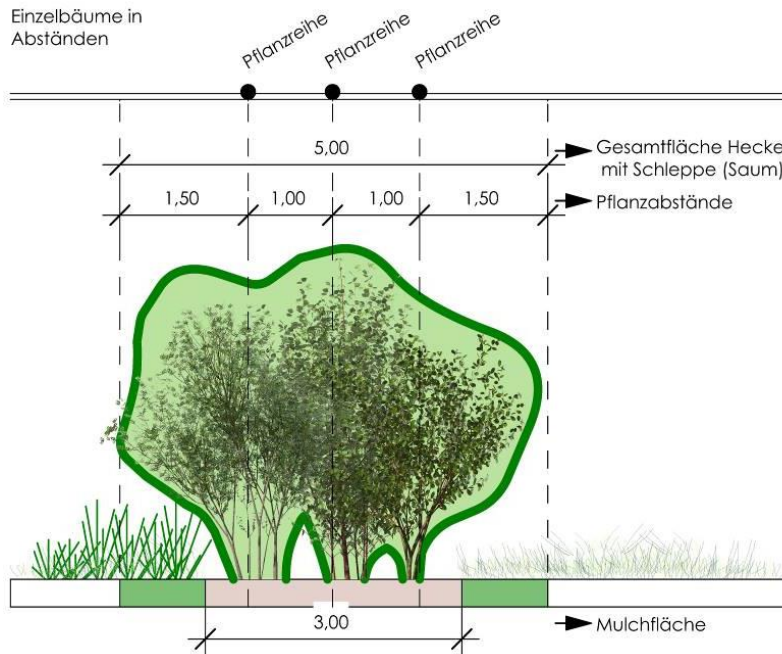 Einzelbäume in
Abständen
Pflanzreihe
Pflanzreihe
Pflanzreihe
5,00
Gesamtfläche Hecke
mit Schleppe (Saum)
1,50
1,00
1,00
1,50
Pflanzabstände
3,00
Mulchfläche